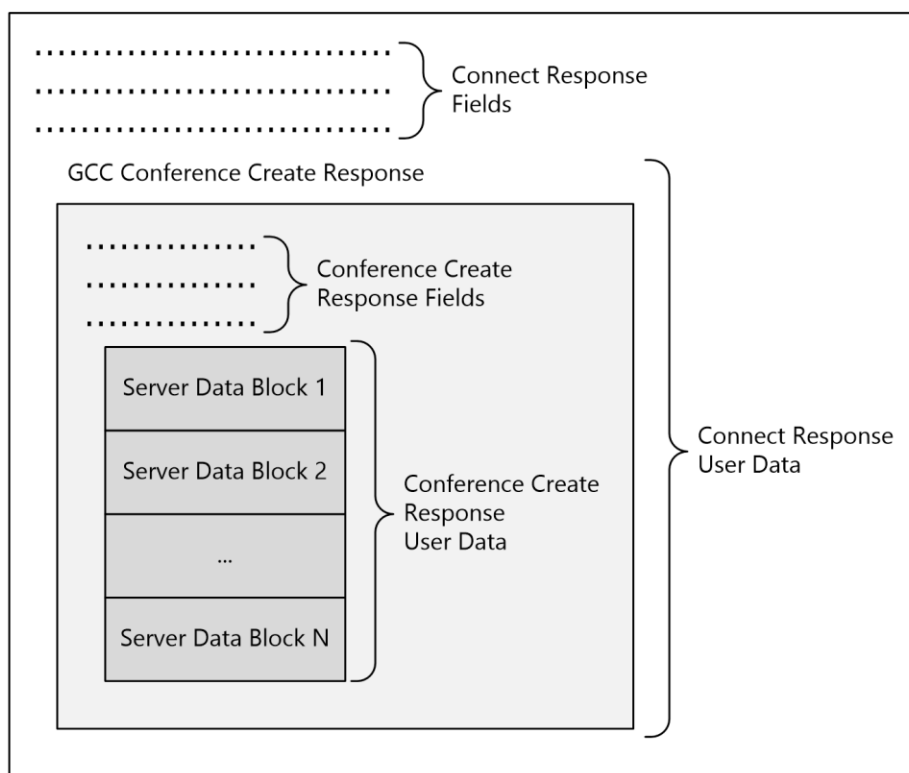 Connect Response
Fields
GCC Conference Create Response
Conference Create
Response Fields
Server Data Block 1
Server Data Block 2
...
Server Data Block N
Conference Create
Response
User Data
Connect Response
User Data